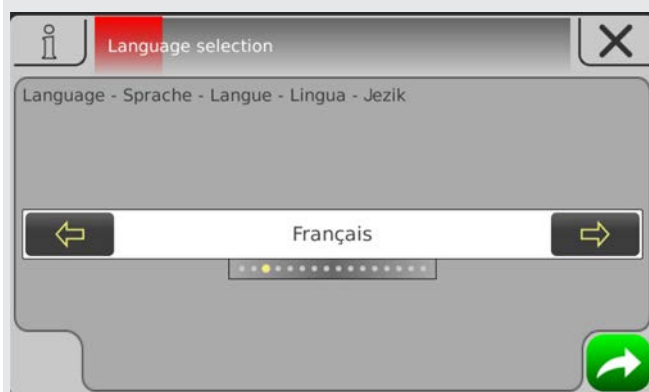 Language selection
Language - Sprache - Langue - Lingua - Jezik
Français